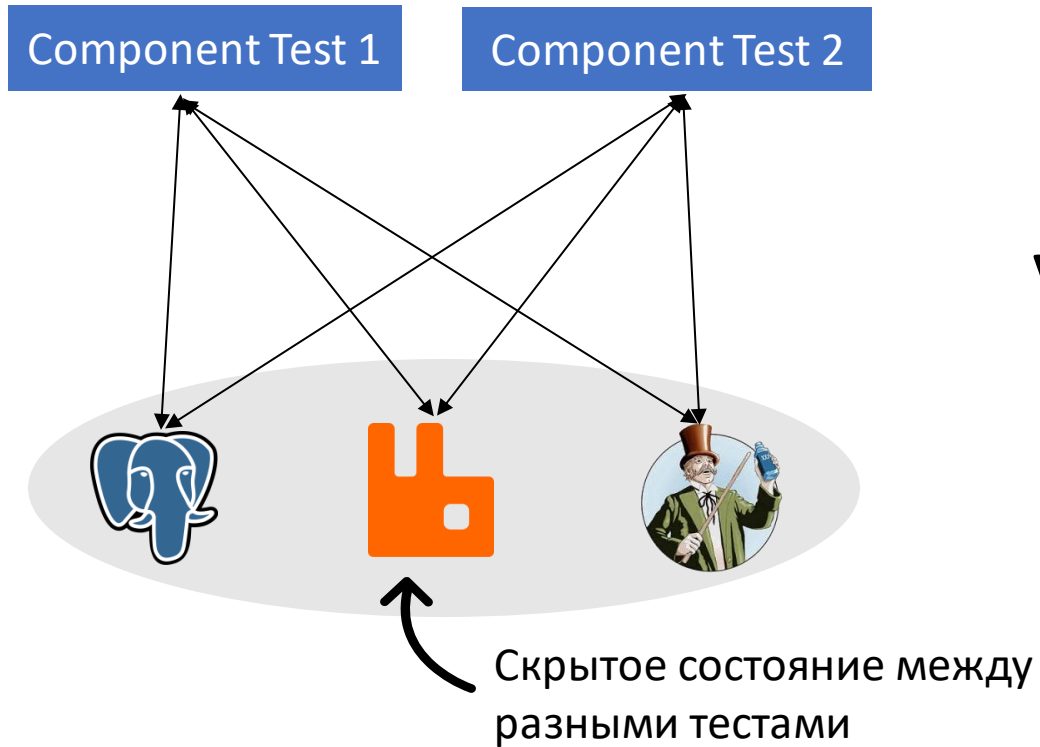 Component Test 1
Component Test 2
Скрытое состояние между
разными тестами